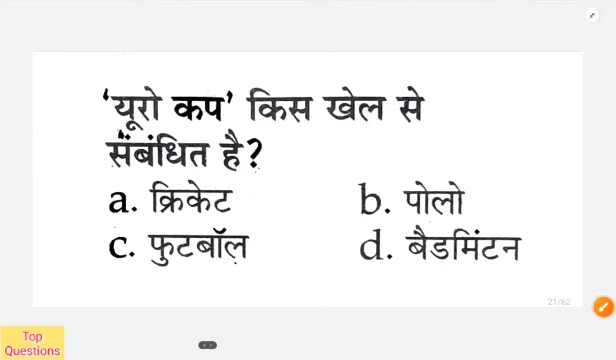 ‘यूरो कप’ किस खेल से
संबंधित है?
a. क्रिकेट b. पोलो
c. फुटबॉल d. बैडमिंटन
21/62
Top
Questions